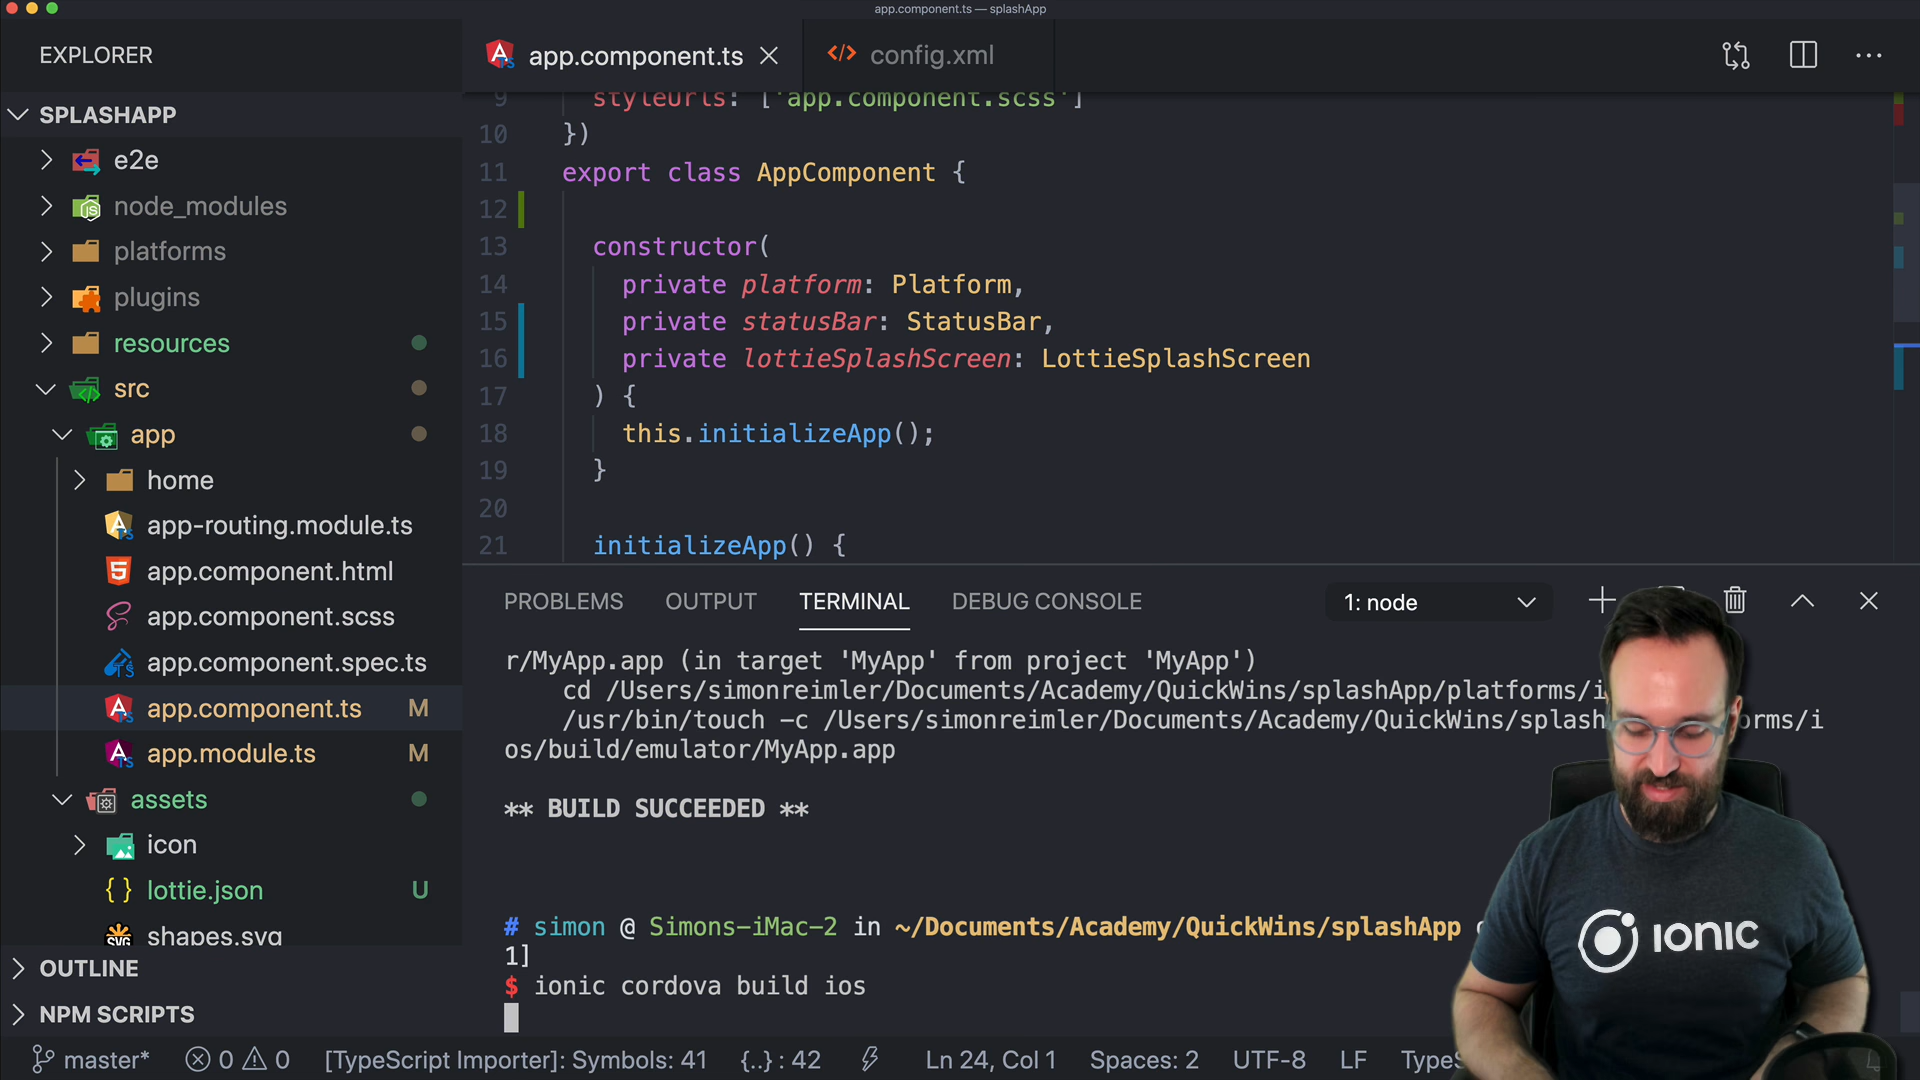 app.component.ts — splashApp
EXPLORER
app.component.ts
config.xml
SPLASHAPP
e2e
node_modules
platforms
plugins
resources
src
app
home
app-routing.module.ts
app.component.html
app.component.scss
app.component.spec.ts
app.component.ts M
app.module.ts M
assets
icon
lottie.json U
shapes.svg
OUTLINE
NPM SCRIPTS
9 styleUrls: ['app.component.scss']
10 })
11 export class AppComponent {
12
13 constructor(
14 private platform: Platform,
15 private statusBar: StatusBar,
16 private lottieSplashScreen: LottieSplashScreen
17 ) {
18 this.initializeApp();
19 }
20
21 initializeApp() {
PROBLEMS OUTPUT TERMINAL DEBUG CONSOLE 1: node
r/MyApp.app (in target 'MyApp' from project 'MyApp')
cd /Users/simonreimler/Documents/Academy/QuickWins/splashApp/platforms/i
/usr/bin/touch -c /Users/simonreimler/Documents/Academy/QuickWins/splash rms/i
os/build/emulator/MyApp.app
** BUILD SUCCEEDED **
# simon @ Simons-iMac-2 in ~/Documents/Academy/QuickWins/splashApp
1]
$ ionic cordova build ios
IONIC
master* 0 0 [TypeScript Importer]: Symbols: 41 {..} : 42 Ln 24, Col 1 Spaces: 2 UTF-8 LF Types